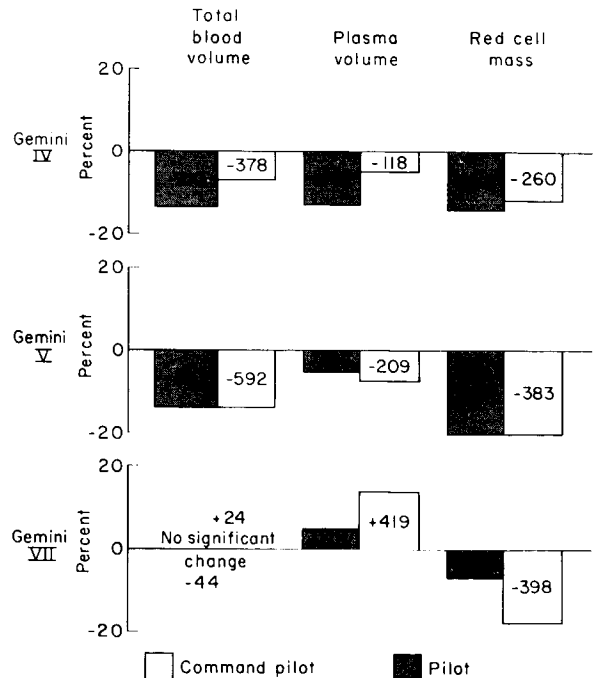 Total
blood
volume
Plasma
volume
Red cell
mass
Gemini
IV
Percent
20
0
-20
-378
-118
-260
Gemini
V
Percent
20
0
-20
-592
-209
-383
Gemini
VII
Percent
20
0
-20
+24
No significant
change
-44
+419
-398
Command pilot
Pilot